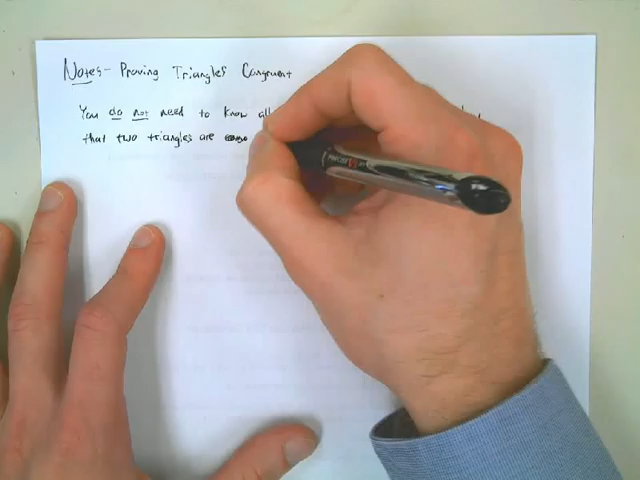 Notes- Proving Triangles Congruent
You do not need to know all
that two triangles are